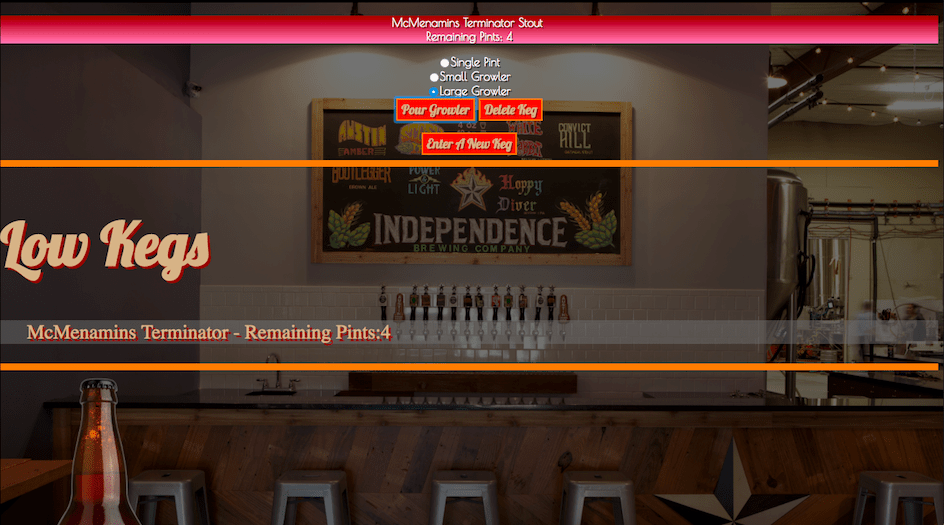 McMenamins Terminator Stout
Remaining Pints: 4
Single Pint
Small Growler
Large Growler
Pour Growler Delete Keg
Enter A New Keg
AUSTIN
AMBER
CONVICT
HILL
BOOTLEGGER
BROWN ALE
POWER
& LIGHT
Hoppy
Diver
INDEPENDENCE
BREWING COMPANY
Low Kegs
McMenamins Terminator - Remaining Pints:4